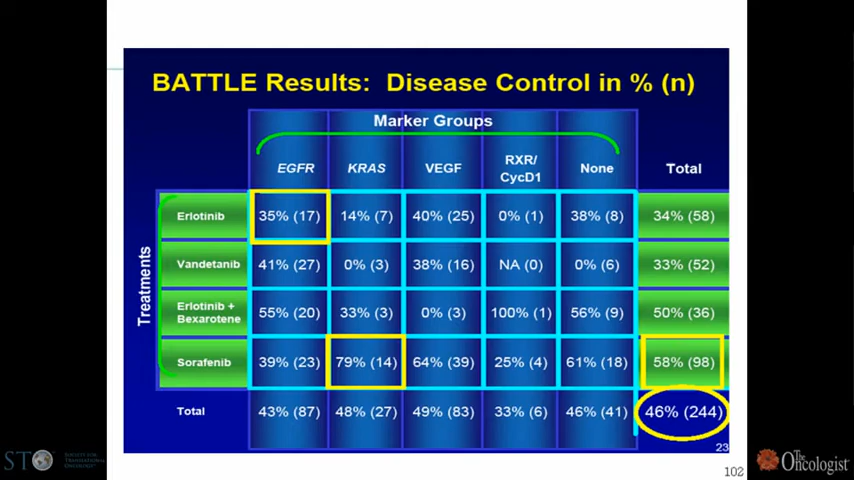 BATTLE Results: Disease Control in % (n)
Marker Groups
EGFR KRAS VEGF RXR/ CycD1 None Total
Treatments
Erlotinib 35% (17) 14% (7) 40% (25) 0% (1) 38% (8) 34% (58)
Vandetanib 41% (27) 0% (3) 38% (16) NA (0) 0% (6) 33% (52)
Erlotinib + Bexarotene 55% (20) 33% (3) 0% (3) 100% (1) 56% (9) 50% (36)
Sorafenib 39% (23) 79% (14) 64% (39) 25% (4) 61% (18) 58% (98)
Total 43% (87) 48% (27) 49% (83) 33% (6) 46% (41) 46% (244)
23
102
STO SOCIETY FOR TRANSLATIONAL ONCOLOGY
The Oncologist